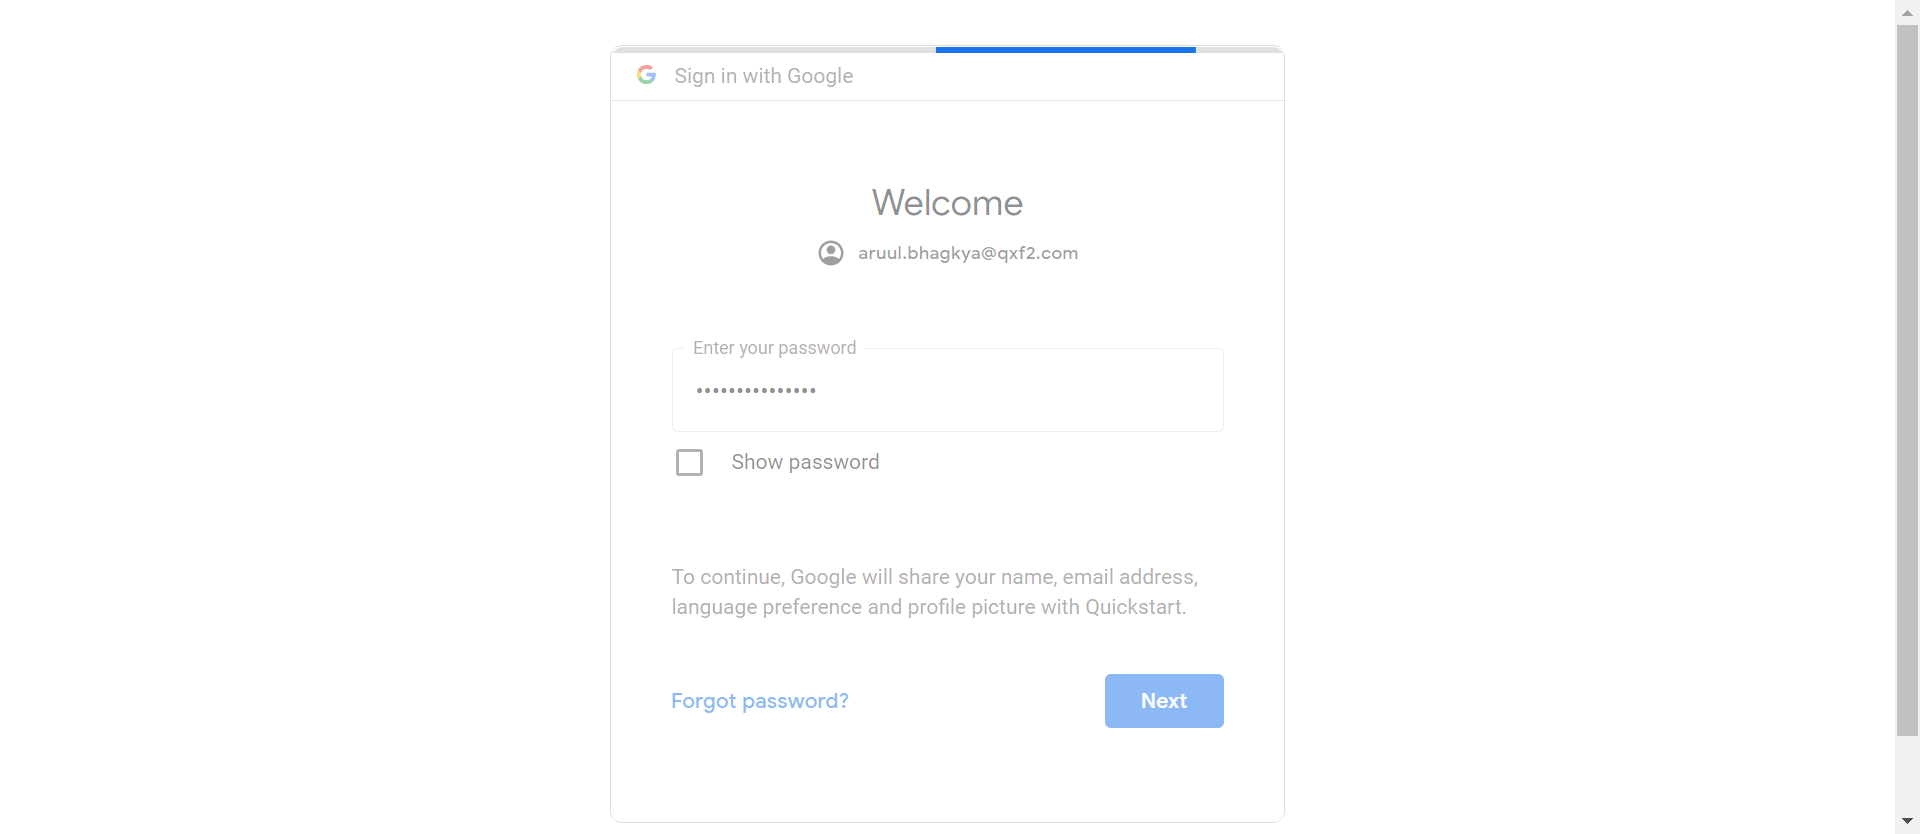 Sign in with Google
Welcome
aruul.bhagkya@qxf2.com
Enter your password
•••••••••••••••
Show password
To continue, Google will share your name, email address,
language preference and profile picture with Quickstart.
Forgot password?
Next